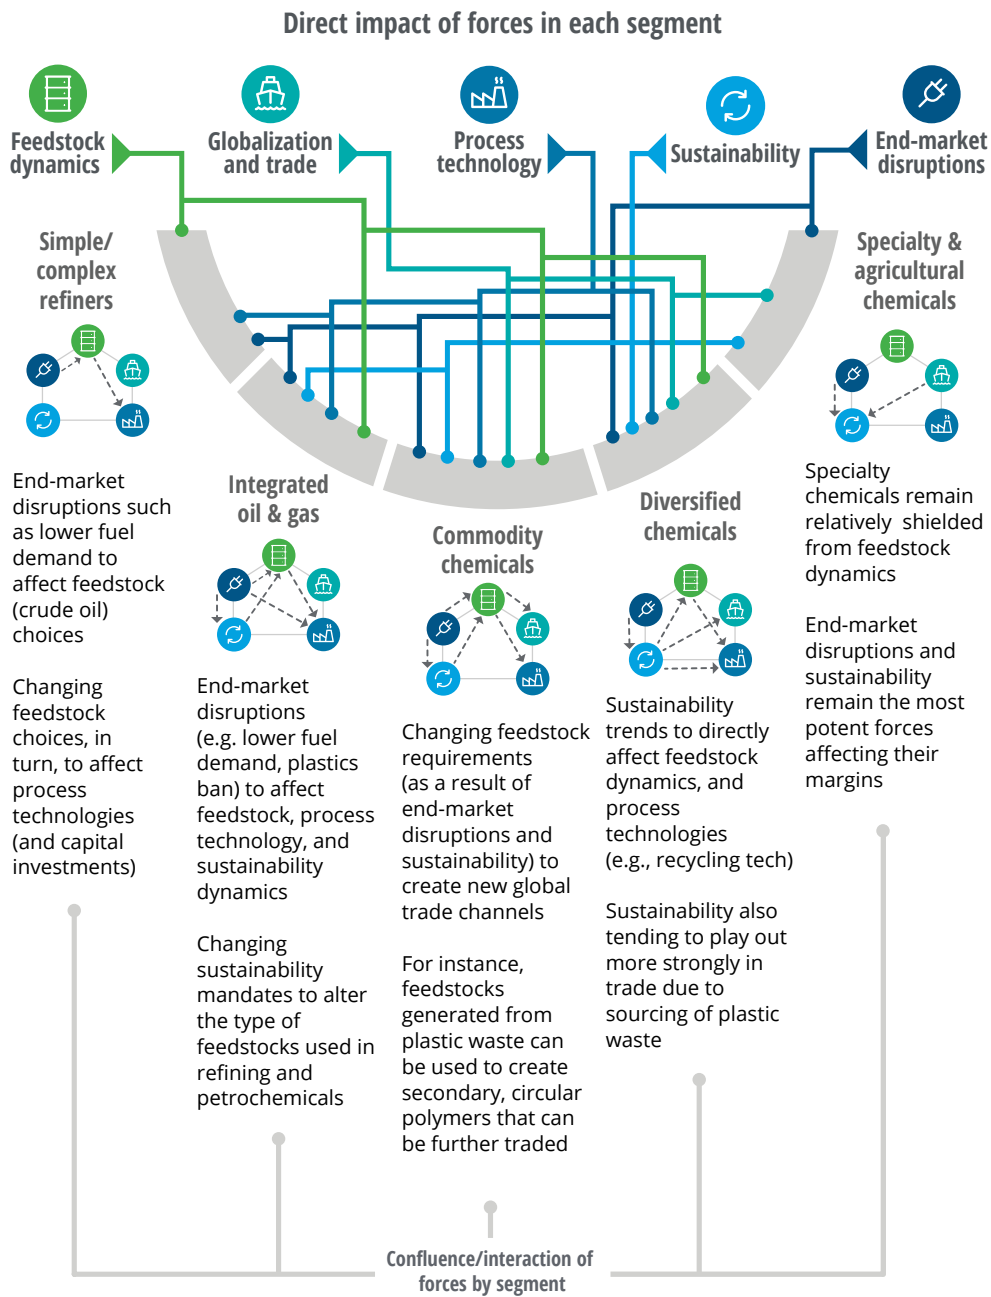 Direct impact of forces in each segment
Feedstock
dynamics
Globalization
and trade
Process
technology
Sustainability
End-market
disruptions
Simple/
complex
refiners
End-market
disruptions such
as lower fuel
demand to
affect feedstock
(crude oil)
choices
Changing
feedstock
choices, in
turn, to affect
process
technologies
(and capital
investments)
Integrated
oil & gas
End-market
disruptions
(e.g. lower fuel
demand, plastics
ban) to affect
feedstock, process
technology, and
sustainability
dynamics
Changing
sustainability
mandates to alter
the type of
feedstocks used in
refining and
petrochemicals
Commodity
chemicals
Changing feedstock
requirements
(as a result of
end-market
disruptions and
sustainability) to
create new global
trade channels
For instance,
feedstocks
generated from
plastic waste can
be used to create
secondary, circular
polymers that can
be further traded
Diversified
chemicals
Sustainability
trends to directly
affect feedstock
dynamics, and
process
technologies
(e.g., recycling tech)
Sustainability also
tending to play out
more strongly in
trade due to
sourcing of plastic
waste
Specialty &
agricultural
chemicals
Specialty
chemicals remain
relatively shielded
from feedstock
dynamics
End-market
disruptions and
sustainability
remain the most
potent forces
affecting their
margins
Confluence/interaction of
forces by segment